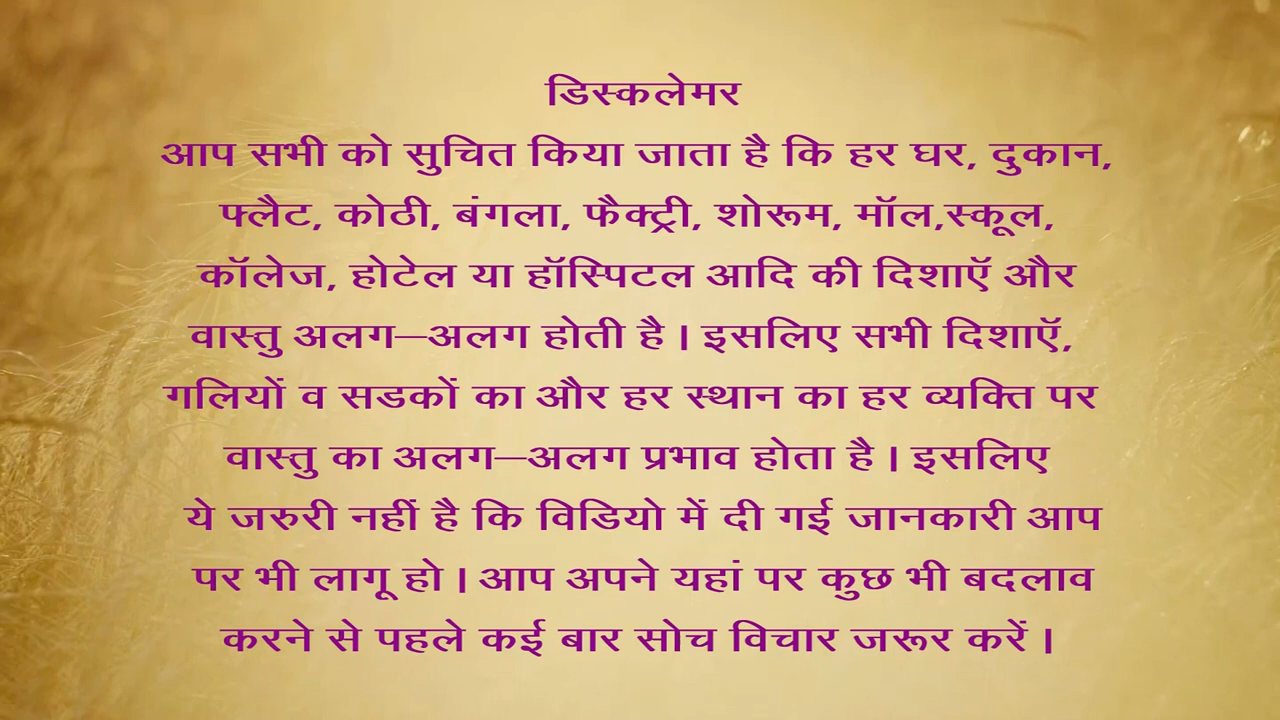 डिस्कलेमर
आप सभी को सुचित किया जाता है कि हर घर, दुकान,
फ्लैट, कोठी, बंगला, फैक्ट्री, शोरूम, मॉल,स्कूल,
कॉलेज, होटेल या हॉस्पिटल आदि की दिशाऍ और
वास्तु अलग–अलग होती है। इसलिए सभी दिशाऍ,
गलियों व सडकों का और हर स्थान का हर व्यक्ति पर
वास्तु का अलग–अलग प्रभाव होता है। इसलिए
ये जरुरी नहीं है कि विडियो में दी गई जानकारी आप
पर भी लागू हो। आप अपने यहां पर कुछ भी बदलाव
करने से पहले कई बार सोच विचार जरूर करें।